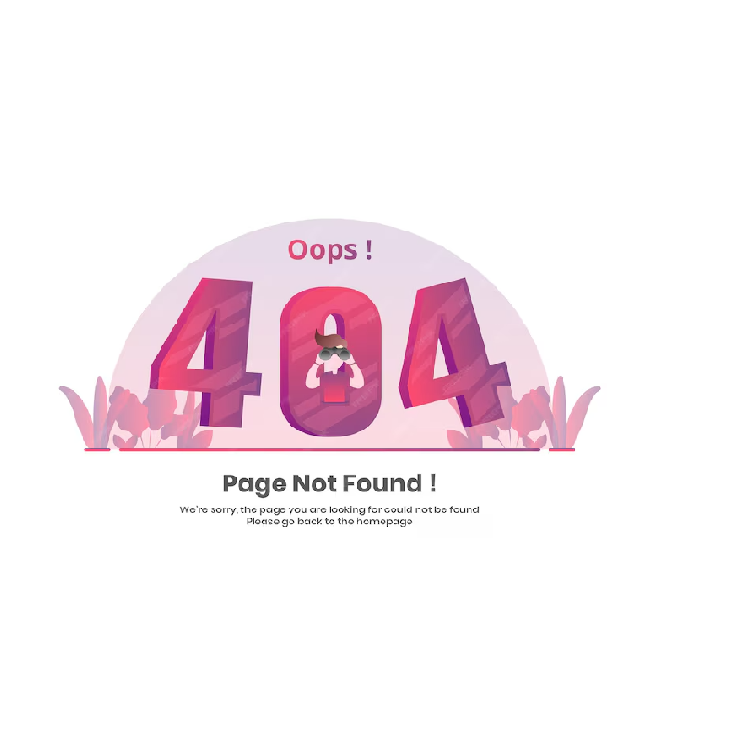 Oops !
404
Page Not Found !
We're sorry, the page you are looking for could not be found
Please go back to the homepage